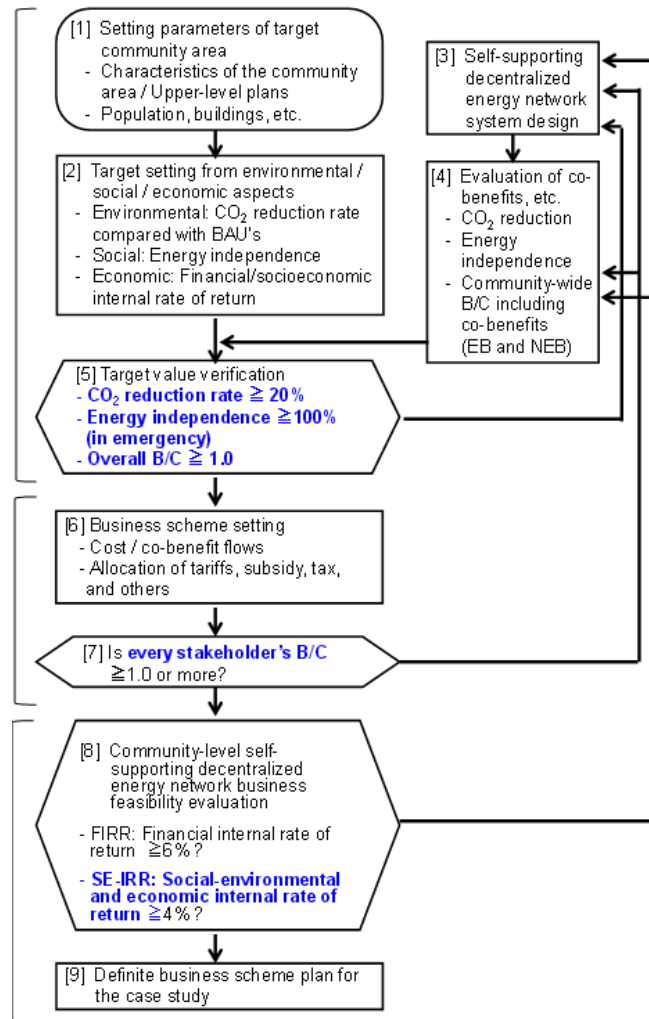 [1] Setting parameters of target
community area
- Characteristics of the community
area / Upper-level plans
- Population, buildings, etc.
[2] Target setting from environmental /
social / economic aspects
- Environmental: CO₂ reduction rate
compared with BAU's
- Social: Energy independence
- Economic: Financial/socioeconomic
internal rate of return
[3] Self-supporting
decentralized
energy network
system design
[4] Evaluation of co-
benefits, etc.
- CO₂ reduction
- Energy
independence
- Community-wide
B/C including
co-benefits
(EB and NEB)
[5] Target value verification
- CO₂ reduction rate ≧ 20%
- Energy independence ≧100%
(in emergency)
- Overall B/C ≧ 1.0
[6] Business scheme setting
- Cost / co-benefit flows
- Allocation of tariffs, subsidy, tax,
and others
[7] Is every stakeholder's B/C
≧1.0 or more?
[8] Community-level self-
supporting decentralized
energy network business
feasibility evaluation
- FIRR: Financial internal rate of
return ≧6%?
- SE-IRR: Social-environmental
and economic internal rate of
return ≧4%?
[9] Definite business scheme plan for
the case study